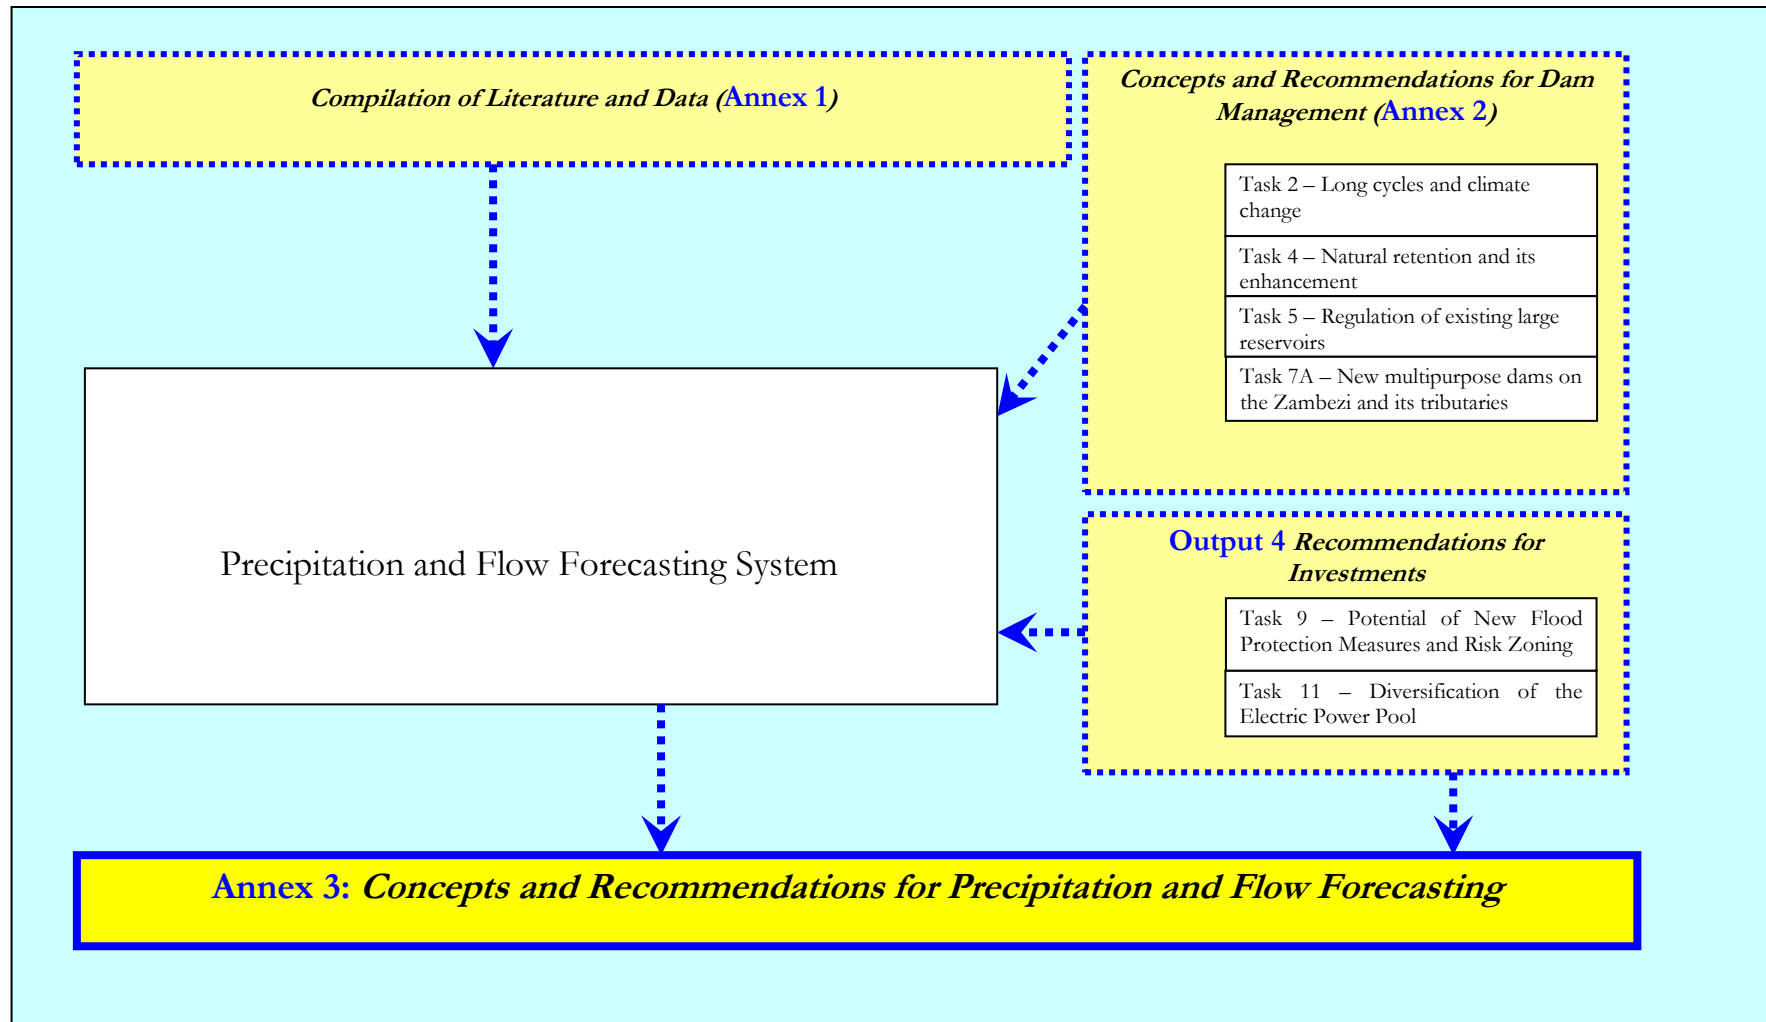 Compilation of Literature and Data (Annex 1)
Concepts and Recommendations for Dam
Management (Annex 2)
Task 2 – Long cycles and climate
change
Task 4 – Natural retention and its
enhancement
Task 5 – Regulation of existing large
reservoirs
Task 7A – New multipurpose dams on
the Zambezi and its tributaries
Precipitation and Flow Forecasting System
Output 4 Recommendations for
Investments
Task 9 – Potential of New Flood
Protection Measures and Risk Zoning
Task 11 – Diversification of the
Electric Power Pool
Annex 3: Concepts and Recommendations for Precipitation and Flow Forecasting